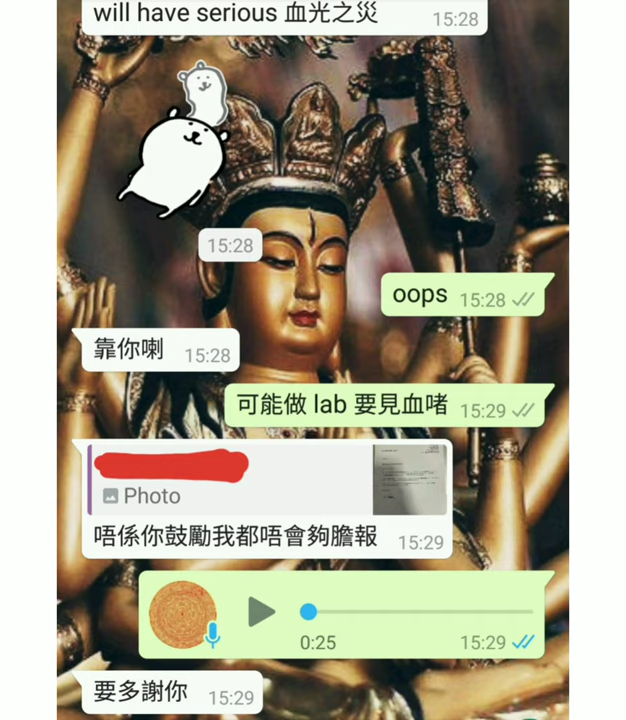 will have serious 血光之災 15:28
15:28
oops 15:28
靠你喇 15:28
可能做 lab 要見血啫 15:29
Photo
唔係你鼓勵我都唔會夠膽報 15:29
0:25 15:29
要多謝你 15:29